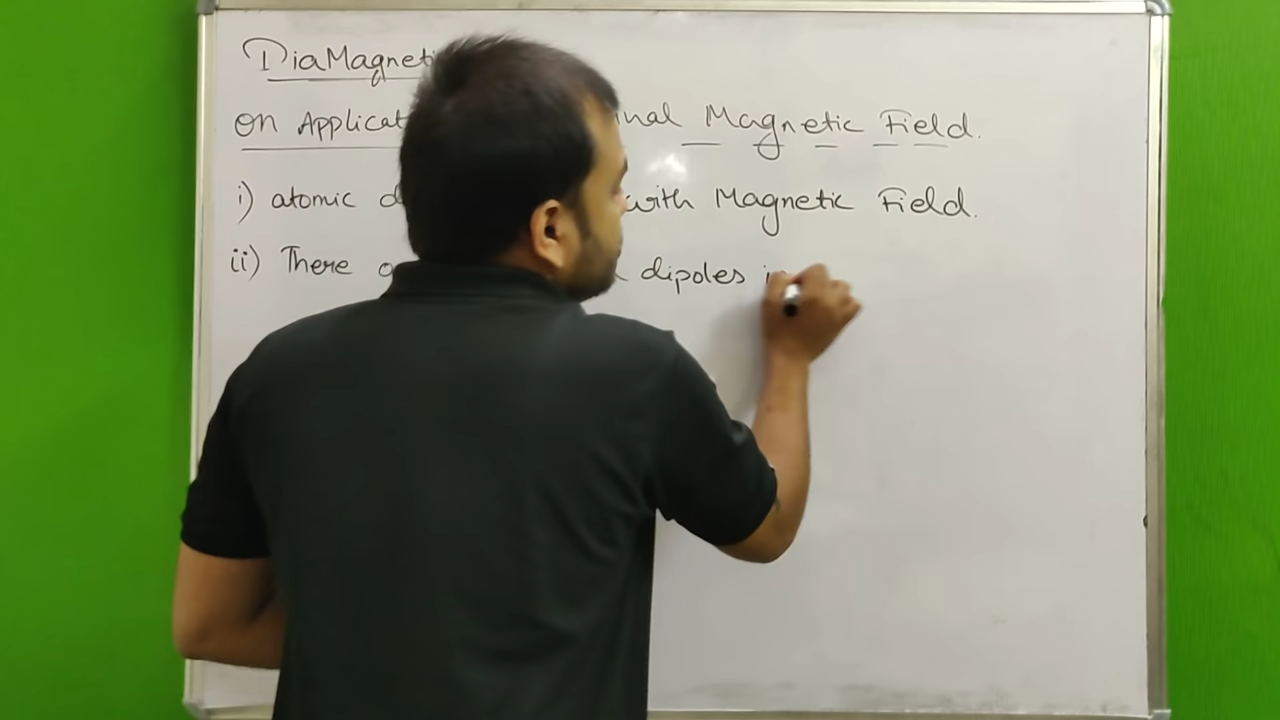 DiaMagneti
on Applicat nal Magnetic Field.
i) atomic d with Magnetic Field.
ii) There dipoles i